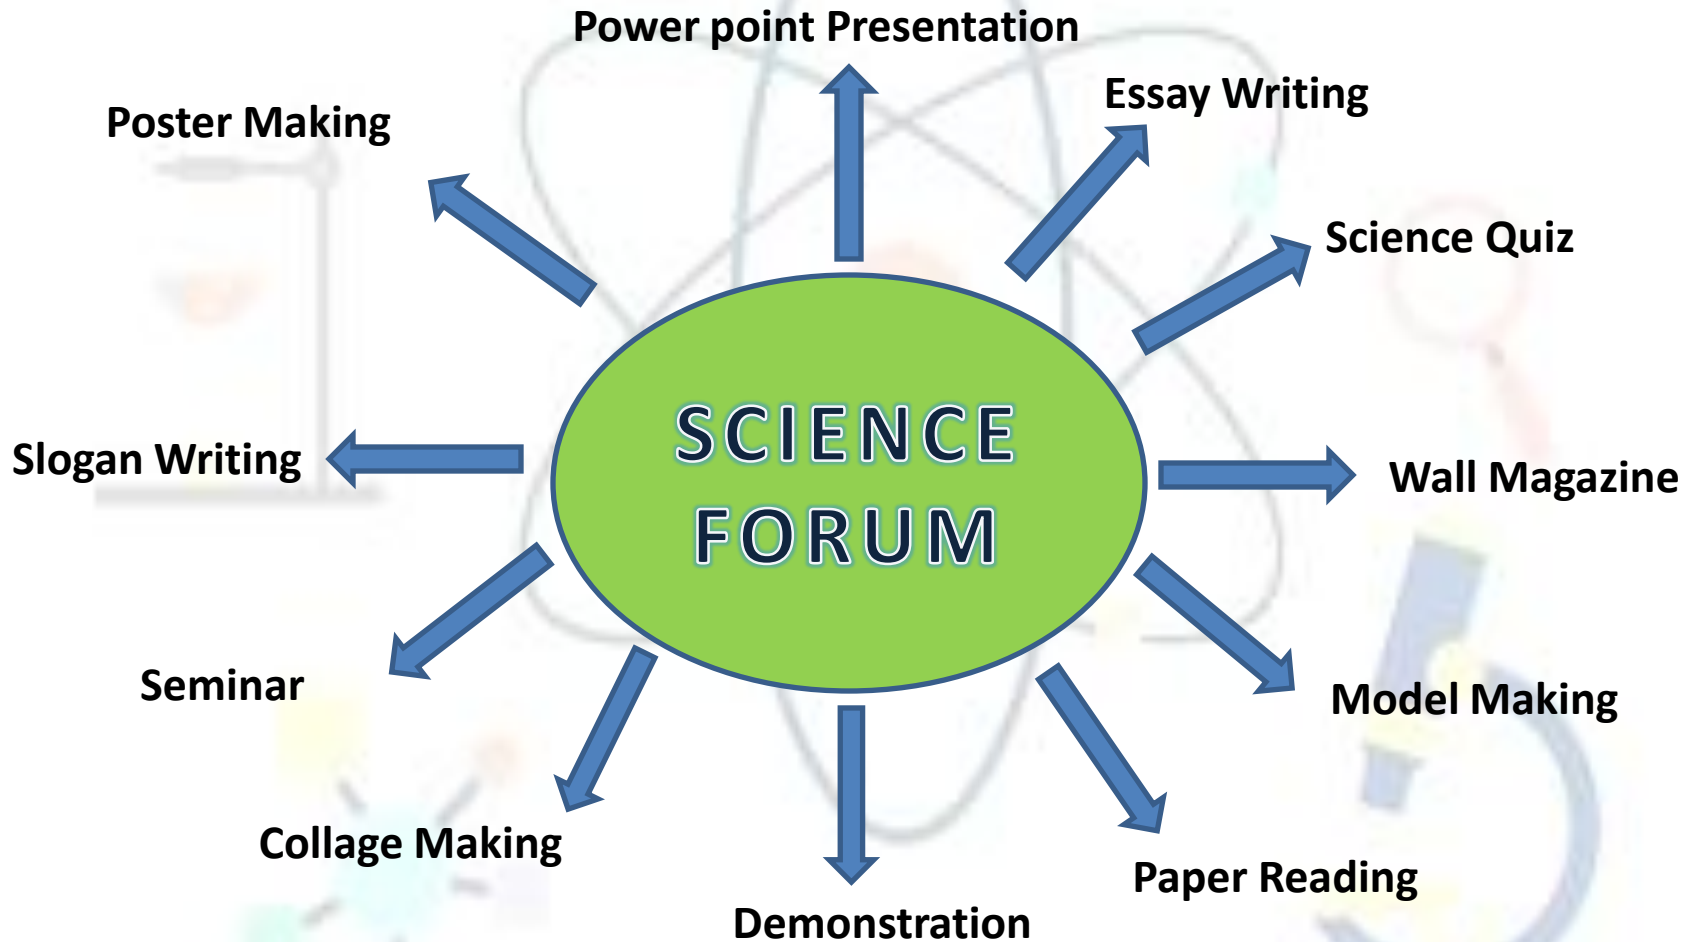 Power point Presentation
Essay Writing
Poster Making
Science Quiz
SCIENCE
FORUM
Slogan Writing
Wall Magazine
Seminar
Model Making
Collage Making
Paper Reading
Demonstration